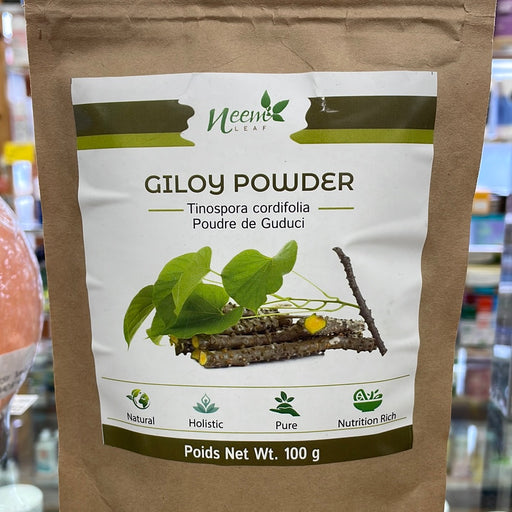 Neem
LEAF
GILOY POWDER
Tinospora cordifolia
Poudre de Guduci
Natural
Holistic
Pure
Nutrition Rich
Poids Net Wt. 100 g